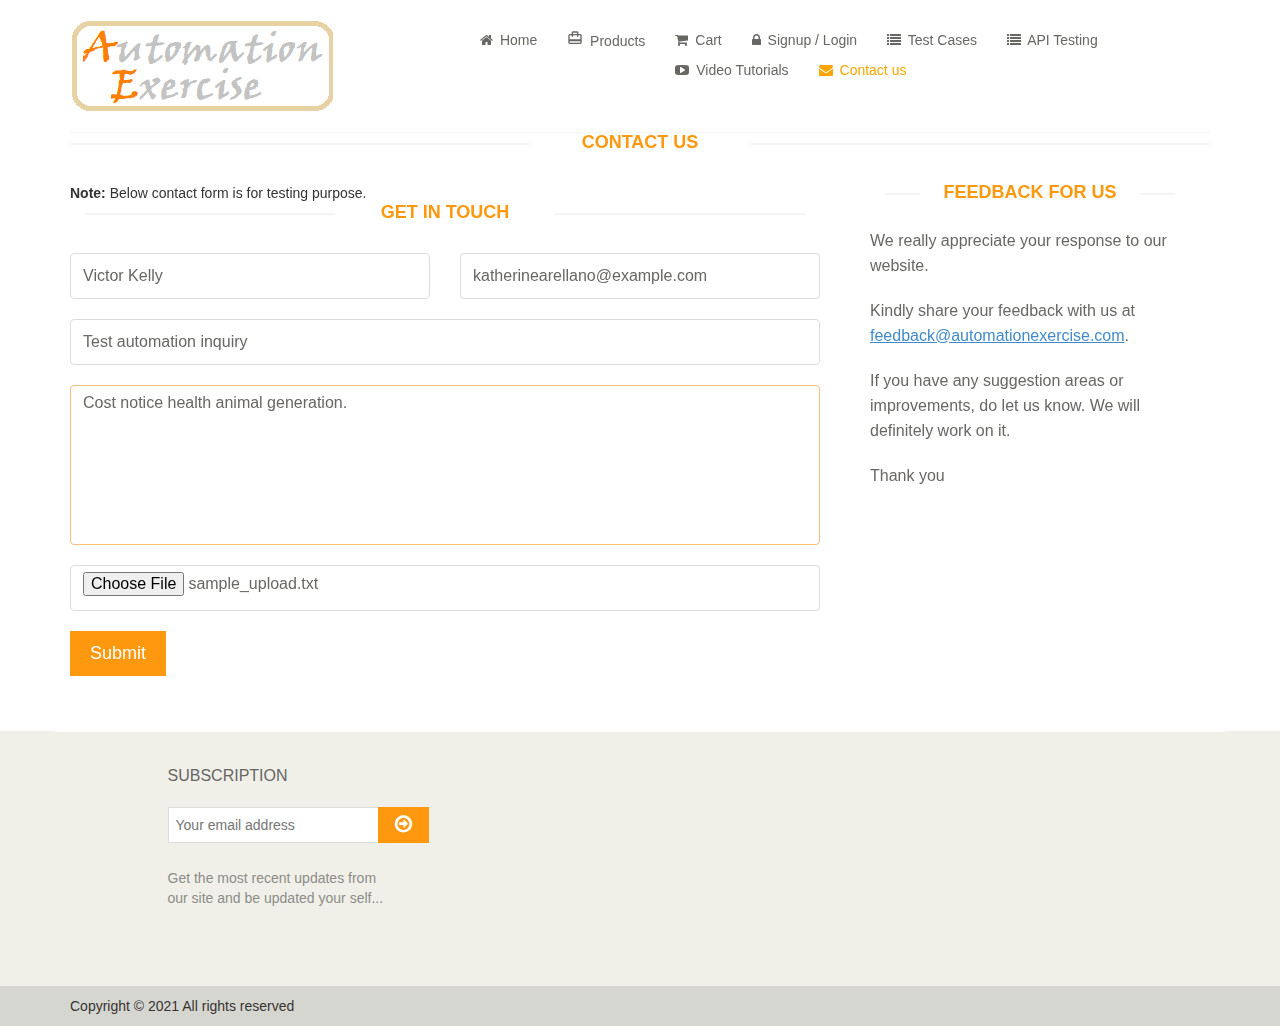 Automation
Exercise
Home
Products
Cart
Signup / Login
Test Cases
API Testing
Video Tutorials
Contact us
CONTACT US
Note: Below contact form is for testing purpose.
GET IN TOUCH
Victor Kelly
katherinearellano@example.com
Test automation inquiry
Cost notice health animal generation.
Choose File sample_upload.txt
Submit
FEEDBACK FOR US
We really appreciate your response to our
website.
Kindly share your feedback with us at
feedback@automationexercise.com.
If you have any suggestion areas or
improvements, do let us know. We will
definitely work on it.
Thank you
SUBSCRIPTION
Your email address
Get the most recent updates from
our site and be updated your self...
Copyright © 2021 All rights reserved